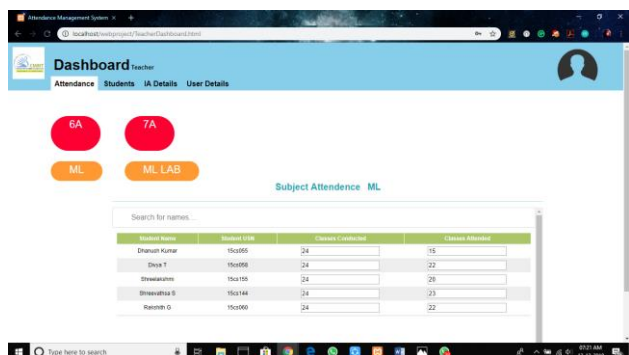 Attendance Management System
localhost/webproject/TeacherDashboard.html
Dashboard Teacher
Attendance Students IA Details User Details
6A 7A
ML ML LAB
Subject Attendence ML
Search for names...
Student Name Student USN Classes Conducted Classes Attended
Dhanush Kumar 15cs055 24 15
Divya T 15cs058 24 22
Shreelakshmi 15cs155 24 20
Shreevathsa S 15cs144 24 23
Rakshith G 15cs060 24 22
Type here to search
07:21 AM